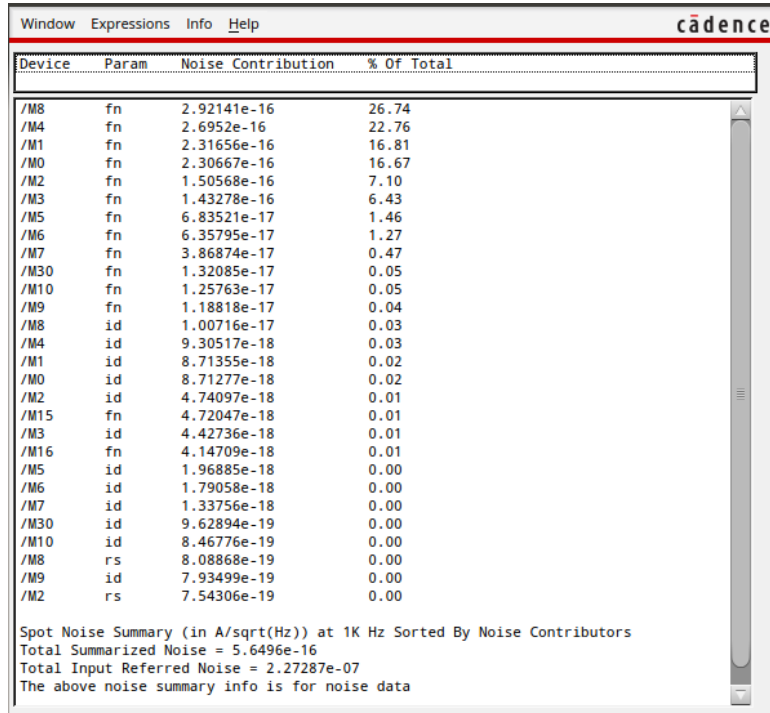 Window Expressions Info Help cādence
Device Param Noise Contribution % Of Total
/M8 fn 2.92141e-16 26.74
/M4 fn 2.6952e-16 22.76
/M1 fn 2.31656e-16 16.81
/M0 fn 2.30667e-16 16.67
/M2 fn 1.50568e-16 7.10
/M3 fn 1.43278e-16 6.43
/M5 fn 6.83521e-17 1.46
/M6 fn 6.35795e-17 1.27
/M7 fn 3.86874e-17 0.47
/M30 fn 1.32085e-17 0.05
/M10 fn 1.25763e-17 0.05
/M9 fn 1.18818e-17 0.04
/M8 id 1.00716e-17 0.03
/M4 id 9.30517e-18 0.03
/M1 id 8.71355e-18 0.02
/M0 id 8.71277e-18 0.02
/M2 id 4.74097e-18 0.01
/M15 fn 4.72047e-18 0.01
/M3 id 4.42736e-18 0.01
/M16 fn 4.14709e-18 0.01
/M5 id 1.96885e-18 0.00
/M6 id 1.79058e-18 0.00
/M7 id 1.33756e-18 0.00
/M30 id 9.62894e-19 0.00
/M10 id 8.46776e-19 0.00
/M8 rs 8.08868e-19 0.00
/M9 id 7.93499e-19 0.00
/M2 rs 7.54306e-19 0.00
Spot Noise Summary (in A/sqrt(Hz)) at 1K Hz Sorted By Noise Contributors
Total Summarized Noise = 5.6496e-16
Total Input Referred Noise = 2.27287e-07
The above noise summary info is for noise data